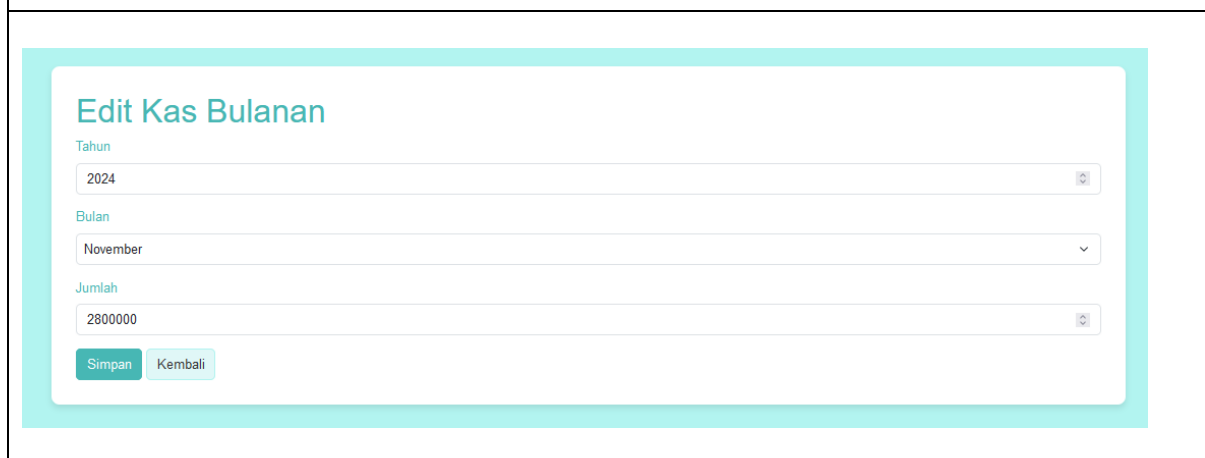 Edit Kas Bulanan
Tahun
2024
Bulan
November
Jumlah
2800000
Simpan Kembali